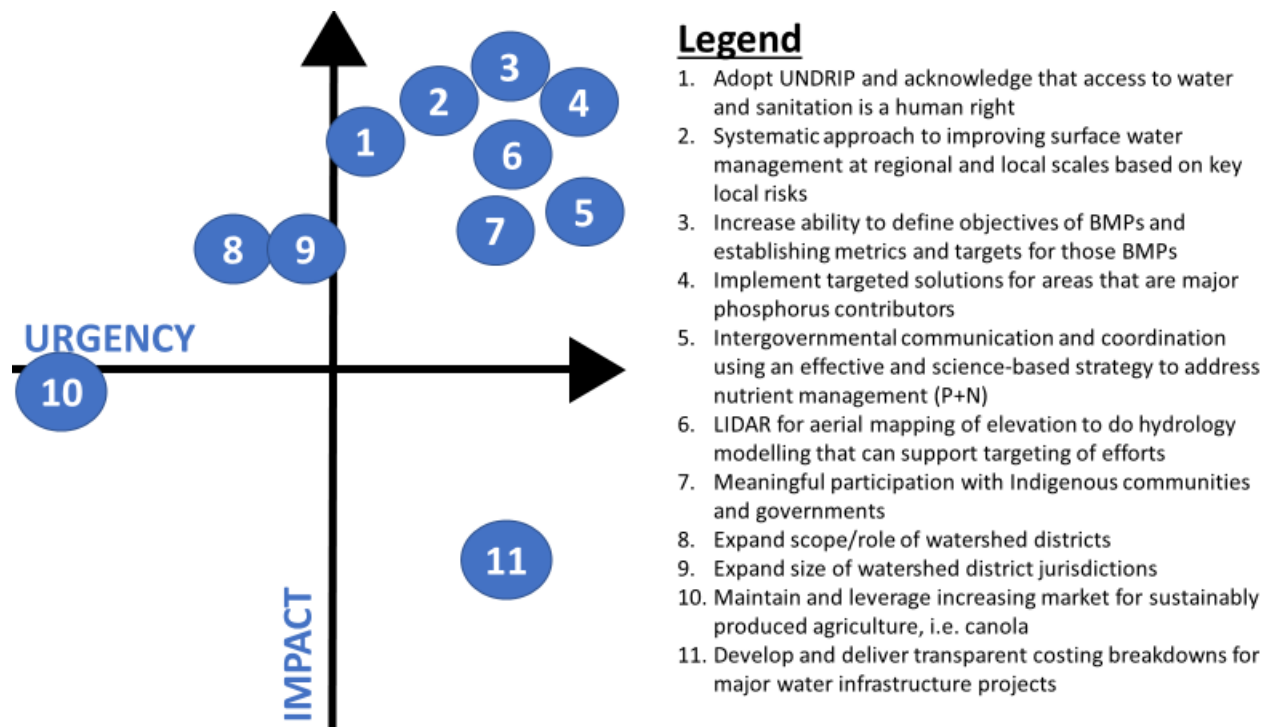 3
2
4
1
6
5
7
8
9
URGENCY
10
11
IMPACT
Legend
1. Adopt UNDRIP and acknowledge that access to water
and sanitation is a human right
2. Systematic approach to improving surface water
management at regional and local scales based on key
local risks
3. Increase ability to define objectives of BMPs and
establishing metrics and targets for those BMPs
4. Implement targeted solutions for areas that are major
phosphorus contributors
5. Intergovernmental communication and coordination
using an effective and science-based strategy to address
nutrient management (P+N)
6. LIDAR for aerial mapping of elevation to do hydrology
modelling that can support targeting of efforts
7. Meaningful participation with Indigenous communities
and governments
8. Expand scope/role of watershed districts
9. Expand size of watershed district jurisdictions
10. Maintain and leverage increasing market for sustainably
produced agriculture, i.e. canola
11. Develop and deliver transparent costing breakdowns for
major water infrastructure projects